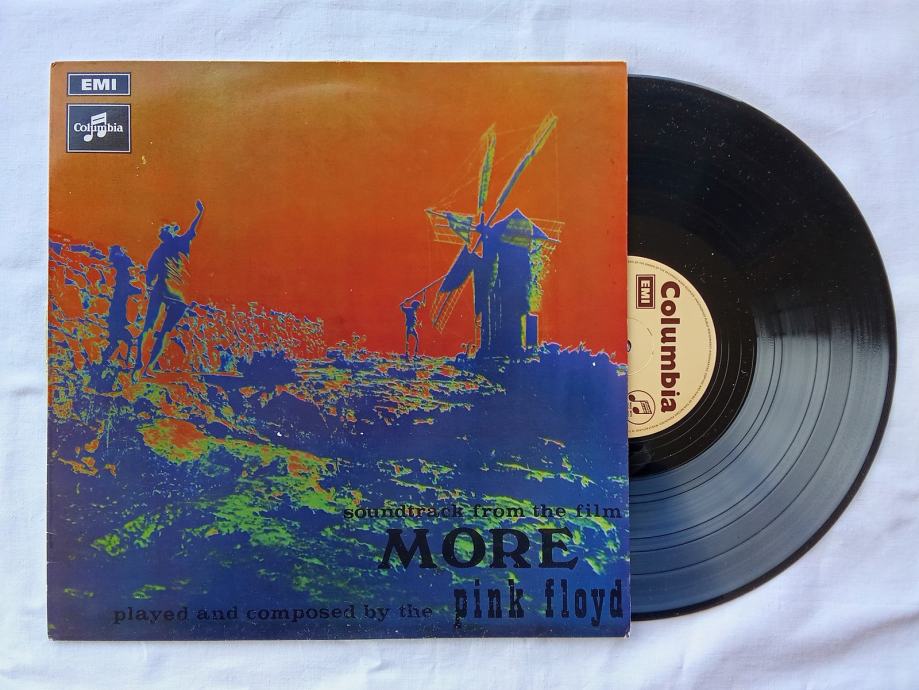 EMI
Columbia
soundtrack from the film
MORE
played and composed by the pink floyd
EMI
Columbia